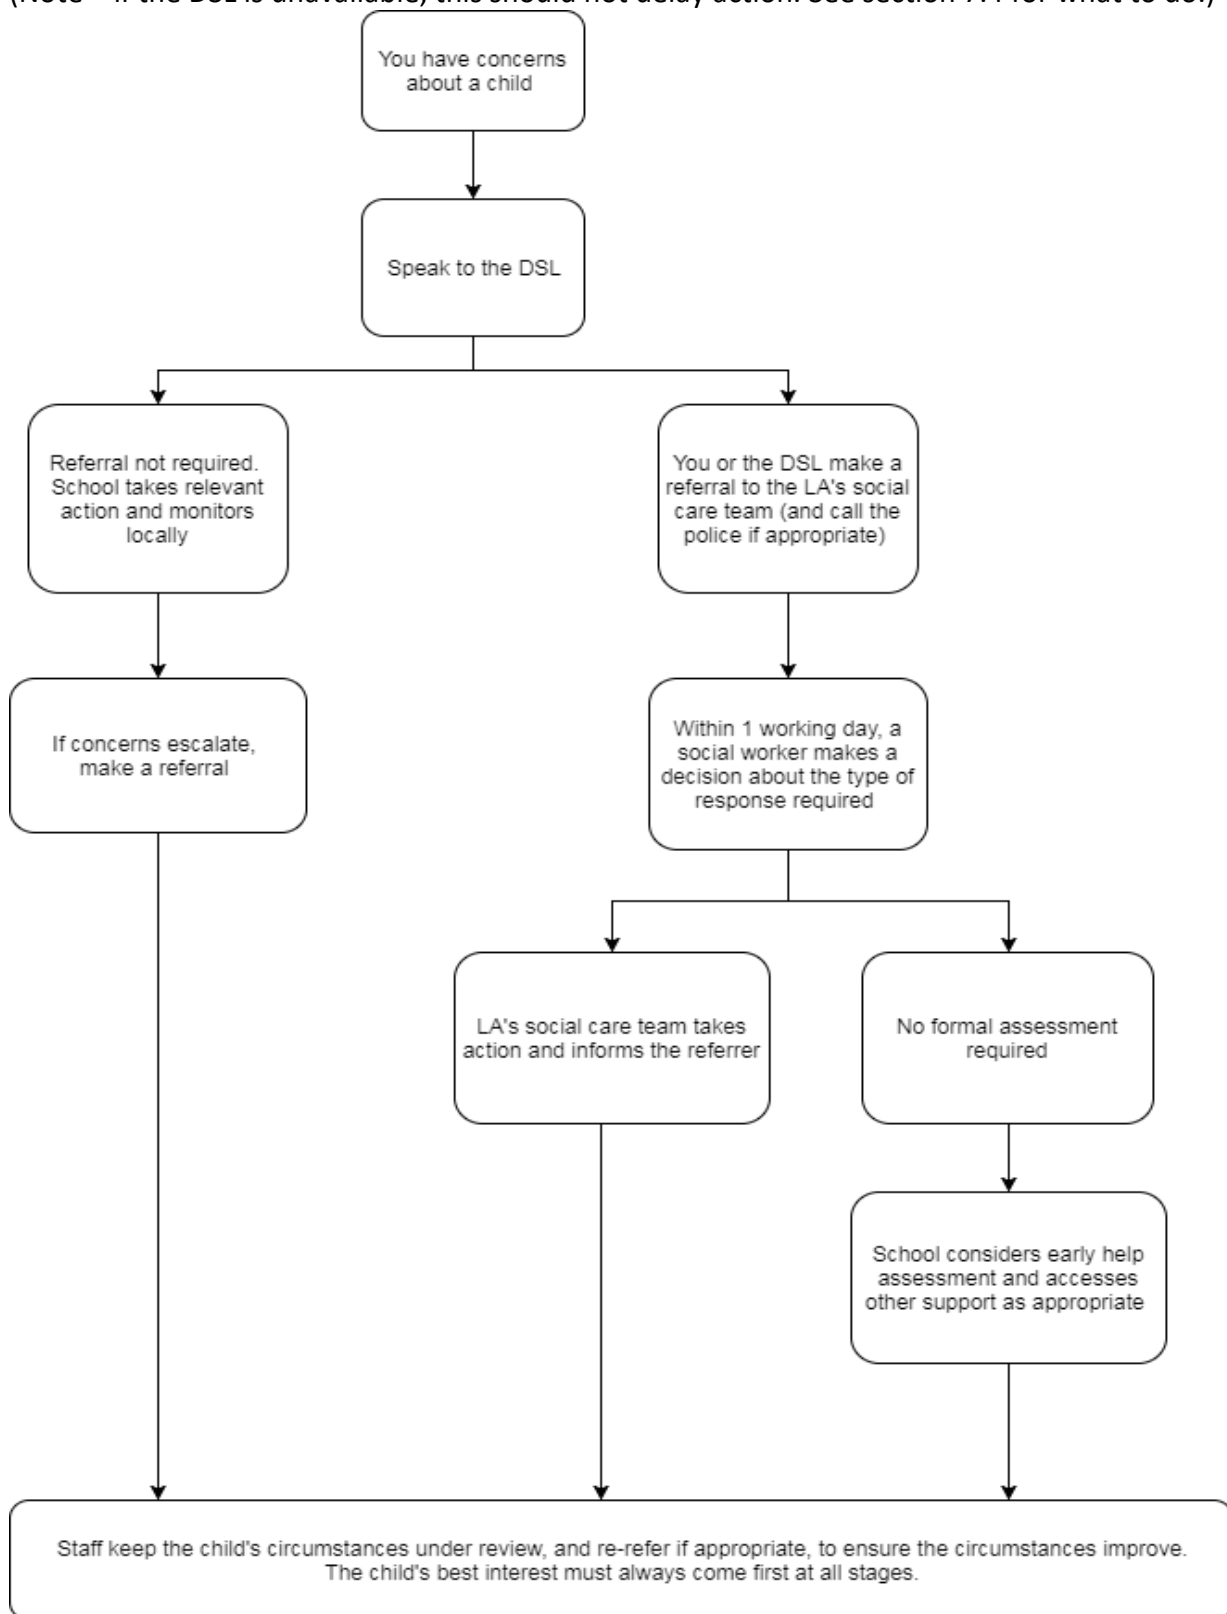 (Note – if the DSL is unavailable, this should not delay action. See section 7.4 for what to do.)
You have concerns
about a child
Speak to the DSL
Referral not required.
School takes relevant
action and monitors
locally
You or the DSL make a
referral to the LA's social
care team (and call the
police if appropriate)
If concerns escalate,
make a referral
Within 1 working day, a
social worker makes a
decision about the type of
response required
LA's social care team takes
action and informs the referrer
No formal assessment
required
School considers early help
assessment and accesses
other support as appropriate
Staff keep the child's circumstances under review, and re-refer if appropriate, to ensure the circumstances improve.
The child's best interest must always come first at all stages.